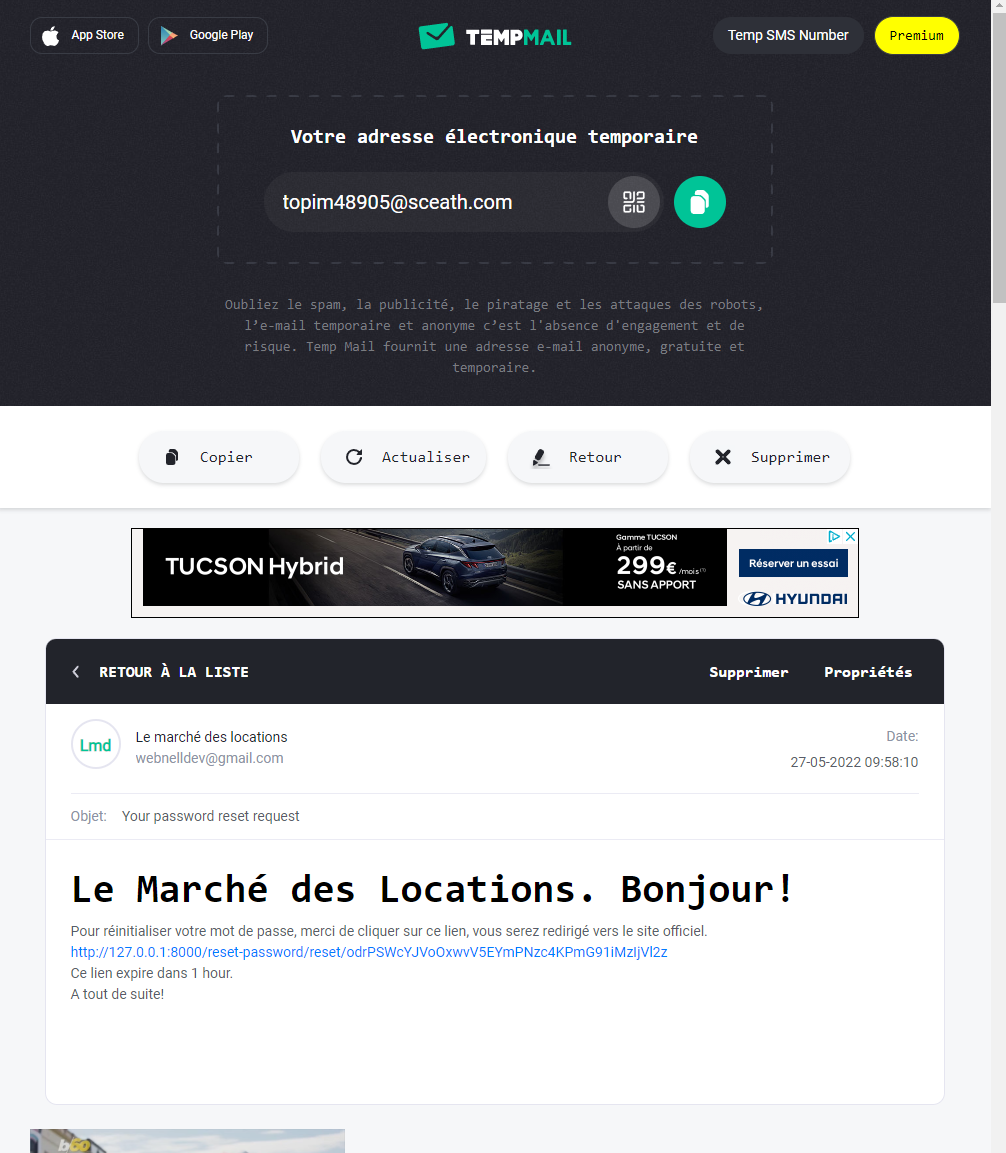 App Store
Google Play
TEMPMAIL
Temp SMS Number
Premium
Votre adresse électronique temporaire
topim48905@sceath.com
Oubliez le spam, la publicité, le piratage et les attaques des robots,
l’e-mail temporaire et anonyme c’est l'absence d'engagement et de
risque. Temp Mail fournit une adresse e-mail anonyme, gratuite et
temporaire.
Copier
Actualiser
Retour
Supprimer
TUCSON Hybrid
Gamme TUCSON
À partir de
299€ /mois(1)
SANS APPORT
Réserver un essai
HYUNDAI
RETOUR À LA LISTE
Supprimer
Propriétés
Lmd
Le marché des locations
webnelldev@gmail.com
Date:
27-05-2022 09:58:10
Objet: Your password reset request
Le Marché des Locations. Bonjour!
Pour réinitialiser votre mot de passe, merci de cliquer sur ce lien, vous serez redirigé vers le site officiel.
http://127.0.0.1:8000/reset-password/reset/odrPSWcYJVoOxwvV5EYmPNzc4KPmG91iMzIjVl2z
Ce lien expire dans 1 hour.
A tout de suite!
b50